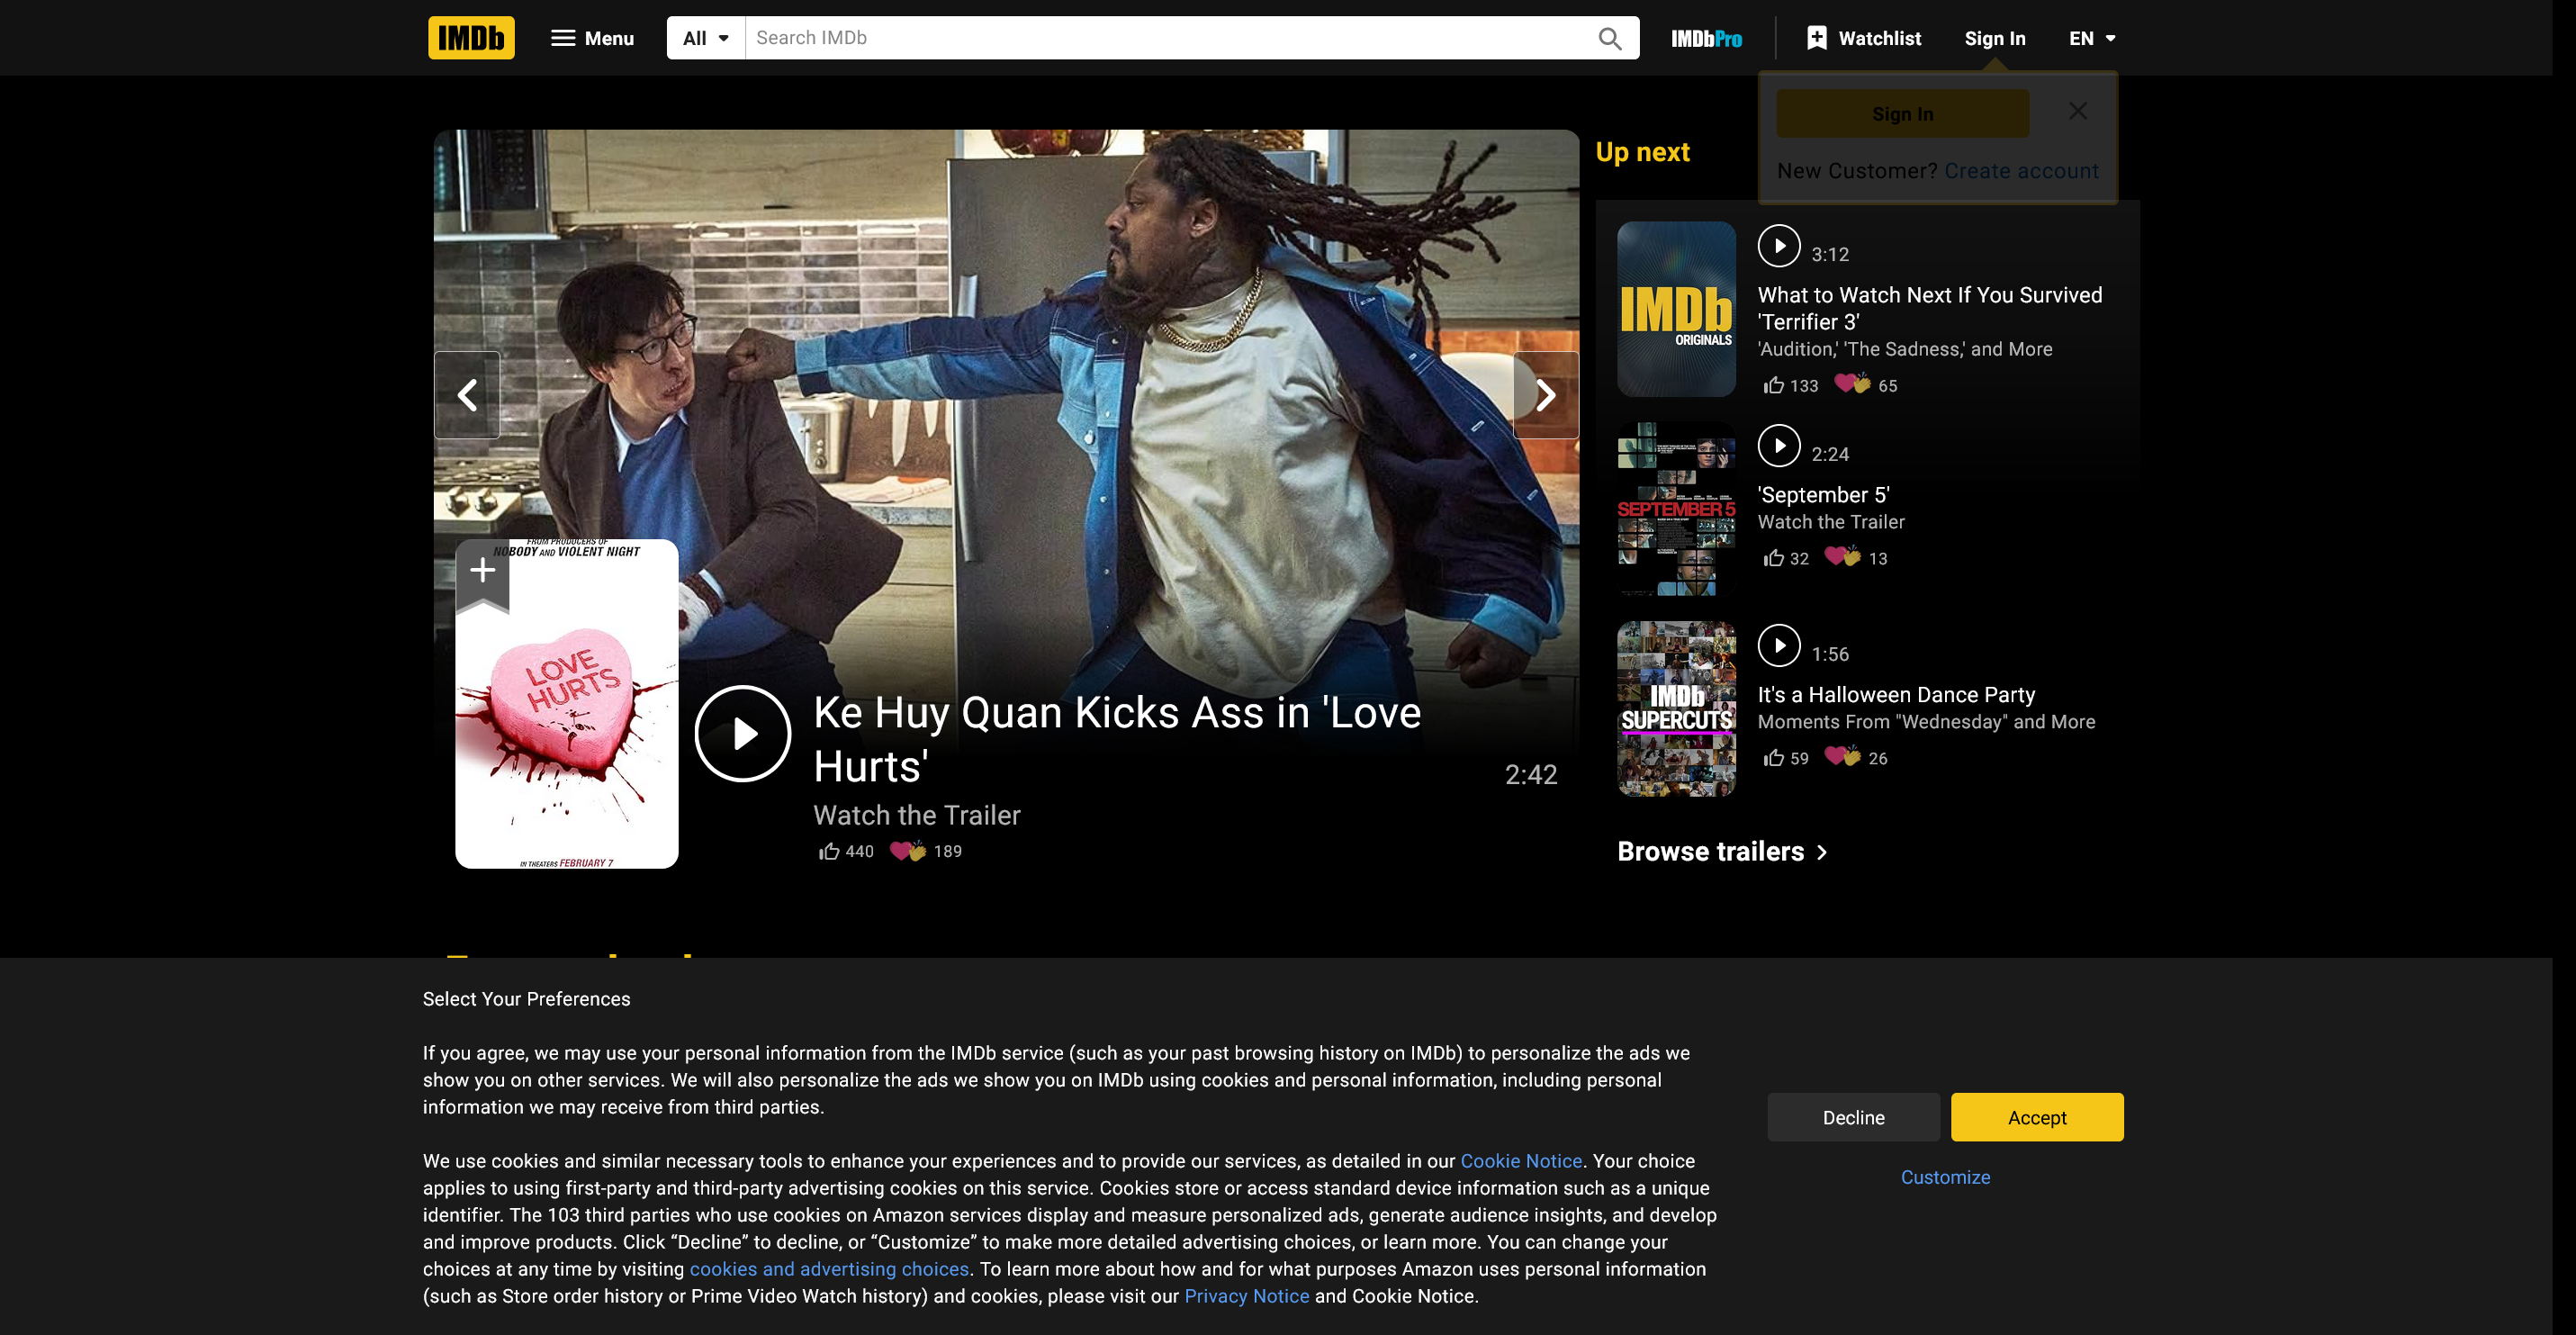 IMDb
Menu
All
Search IMDb
IMDbPro
Watchlist
Sign In
EN
Sign In
New Customer? Create account
Up next
IMDb
ORIGINALS
3:12
What to Watch Next If You Survived
'Terrifier 3'
'Audition,' 'The Sadness,' and More
133
65
SEPTEMBER 5
2:24
'September 5'
Watch the Trailer
32
13
IMDb
SUPERCUTS
1:56
It's a Halloween Dance Party
Moments From "Wednesday" and More
59
26
Browse trailers
FROM PRODUCERS OF
NOBODY AND VIOLENT NIGHT
LOVE
HURTS
IN THEATERS FEBRUARY 7
Ke Huy Quan Kicks Ass in 'Love
Hurts'
2:42
Watch the Trailer
440
189
Select Your Preferences
If you agree, we may use your personal information from the IMDb service (such as your past browsing history on IMDb) to personalize the ads we
show you on other services. We will also personalize the ads we show you on IMDb using cookies and personal information, including personal
information we may receive from third parties.
We use cookies and similar necessary tools to enhance your experiences and to provide our services, as detailed in our Cookie Notice. Your choice
applies to using first-party and third-party advertising cookies on this service. Cookies store or access standard device information such as a unique
identifier. The 103 third parties who use cookies on Amazon services display and measure personalized ads, generate audience insights, and develop
and improve products. Click “Decline” to decline, or “Customize” to make more detailed advertising choices, or learn more. You can change your
choices at any time by visiting cookies and advertising choices. To learn more about how and for what purposes Amazon uses personal information
(such as Store order history or Prime Video Watch history) and cookies, please visit our Privacy Notice and Cookie Notice.
Decline
Accept
Customize